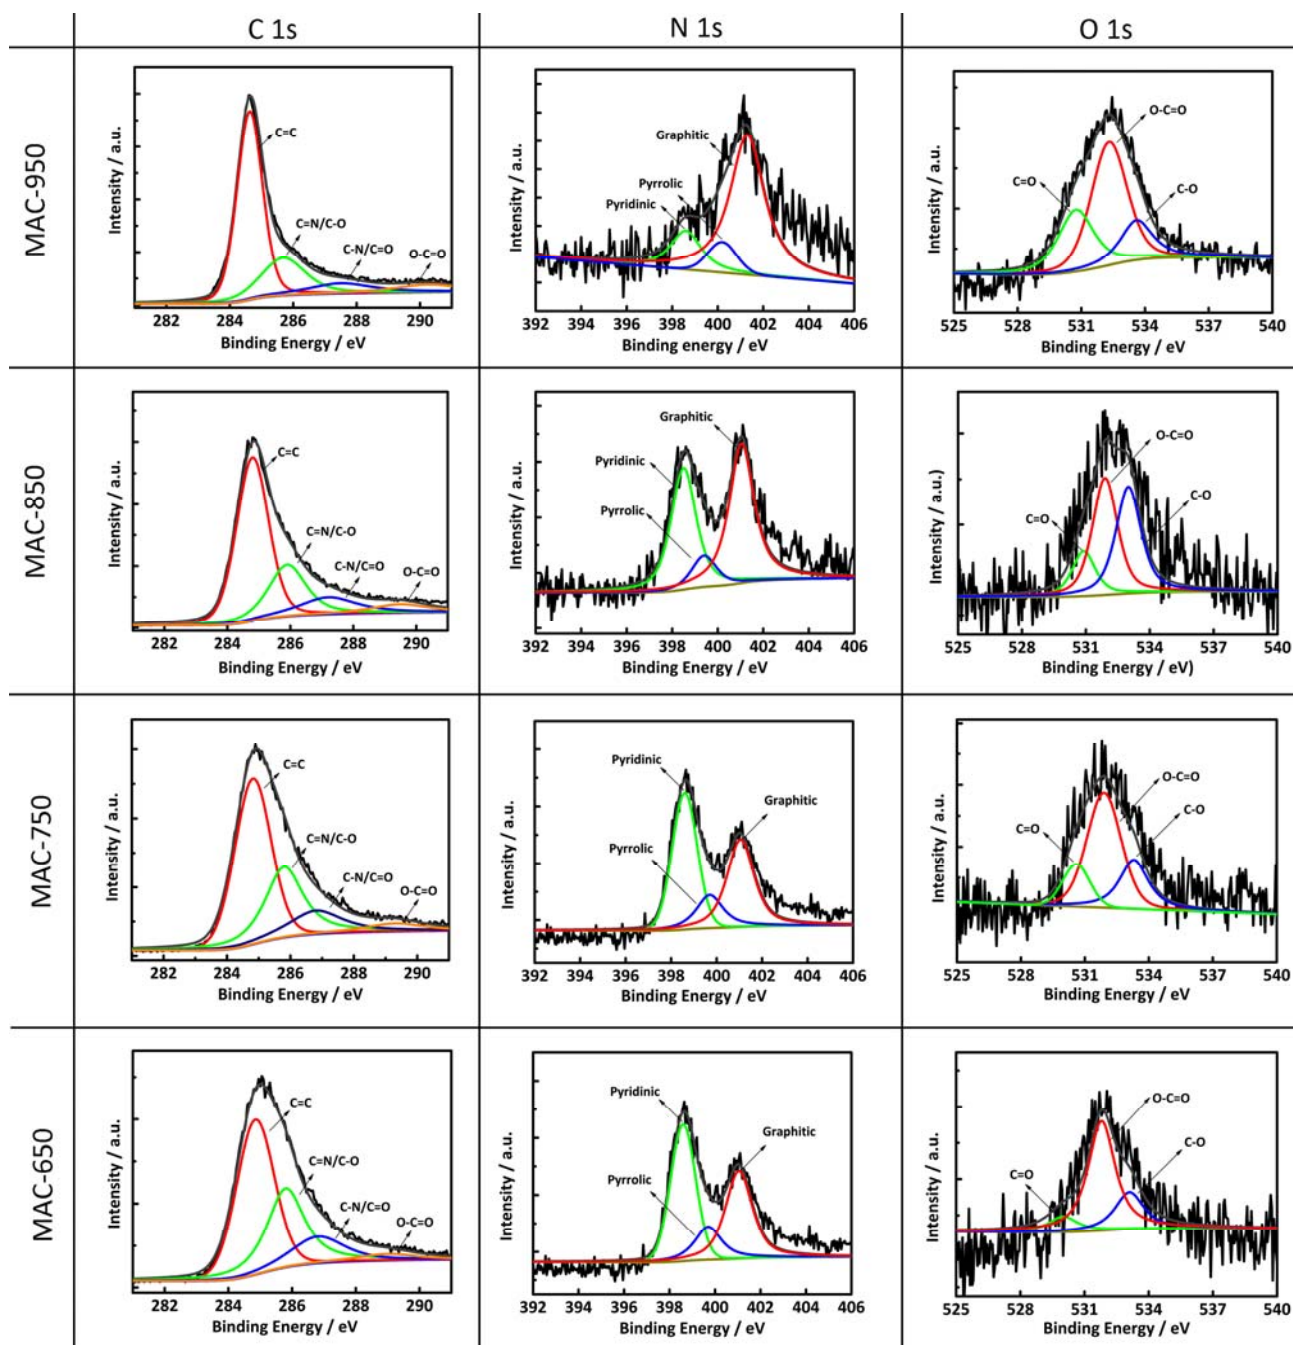 C 1s
N 1s
O 1s
MAC-950
Intensity / a.u.
C=C
C=N/C-O
C-N/C=O
O-C=O
282 284 286 288 290
Binding Energy / eV
Intensity / a.u.
Graphitic
Pyrrolic
Pyridinic
392 394 396 398 400 402 404 406
Binding energy / eV
Intensity / a.u.
O-C=O
C=O
C-O
525 528 531 534 537 540
Binding Energy / eV
MAC-850
Intensity / a.u.
C=C
C=N/C-O
C-N/C=O
O-C=O
282 284 286 288 290
Binding Energy / eV
Intensity / a.u.
Graphitic
Pyridinic
Pyrrolic
392 394 396 398 400 402 404 406
Binding Energy / eV
Intensity / a.u.)
O-C=O
C-O
C=O
525 528 531 534 537 540
Binding Energy / eV)
MAC-750
Intensity / a.u.
C=C
C=N/C-O
C-N/C=O
O-C=O
282 284 286 288 290
Binding Energy / eV
Intensity / a.u.
Pyridinic
Graphitic
Pyrrolic
392 394 396 398 400 402 404 406
Binding Energy / eV
Intensity / a.u.
O-C=O
C-O
C=O
525 528 531 534 537 540
Binding Energy / eV
MAC-650
Intensity / a.u.
C=C
C=N/C-O
C-N/C=O
O-C=O
282 284 286 288 290
Binding Energy / eV
Intensity / a.u.
Pyridinic
Graphitic
Pyrrolic
392 394 396 398 400 402 404 406
Binding Energy / eV
Intensity / a.u.
O-C=O
C-O
C=O
525 528 531 534 537 540
Binding Energy / eV